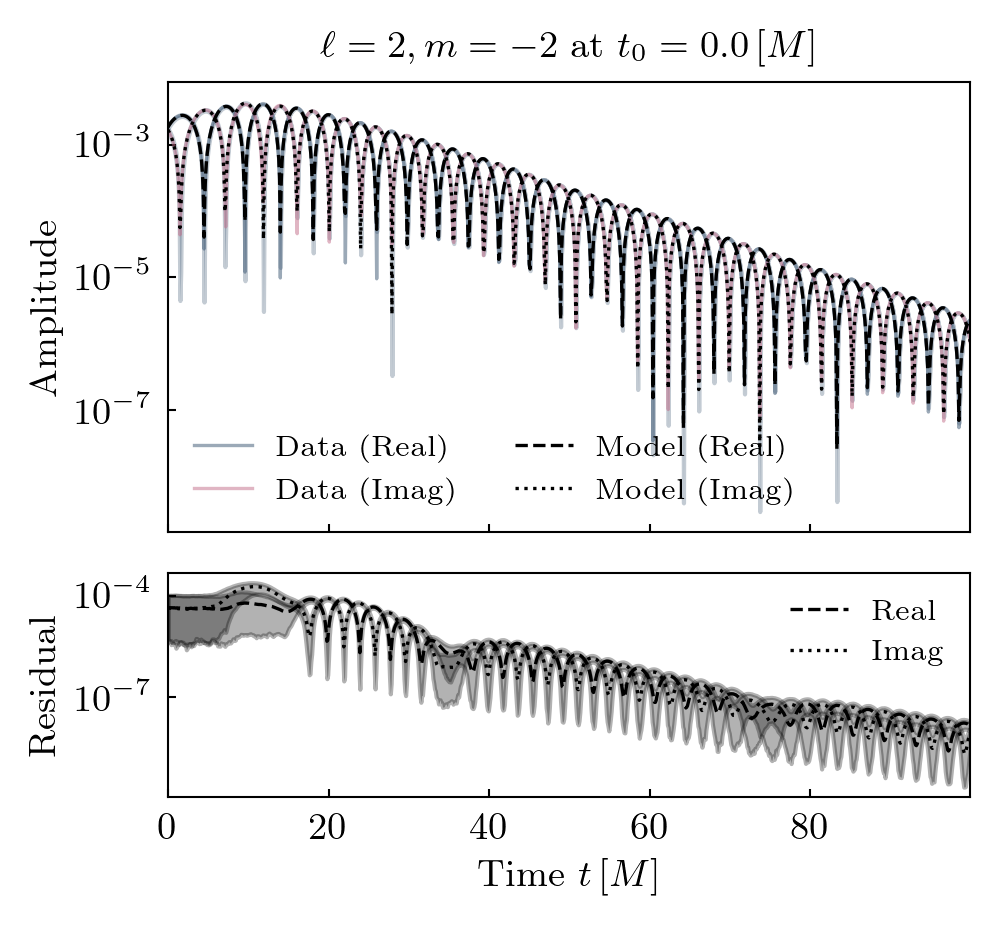 ℓ = 2, m = −2 at t₀ = 0.0 [M]
Amplitude
10⁻³
10⁻⁵
10⁻⁷
Data (Real)
Data (Imag)
Model (Real)
Model (Imag)
Residual
10⁻⁴
10⁻⁷
Real
Imag
0 20 40 60 80
Time t [M]